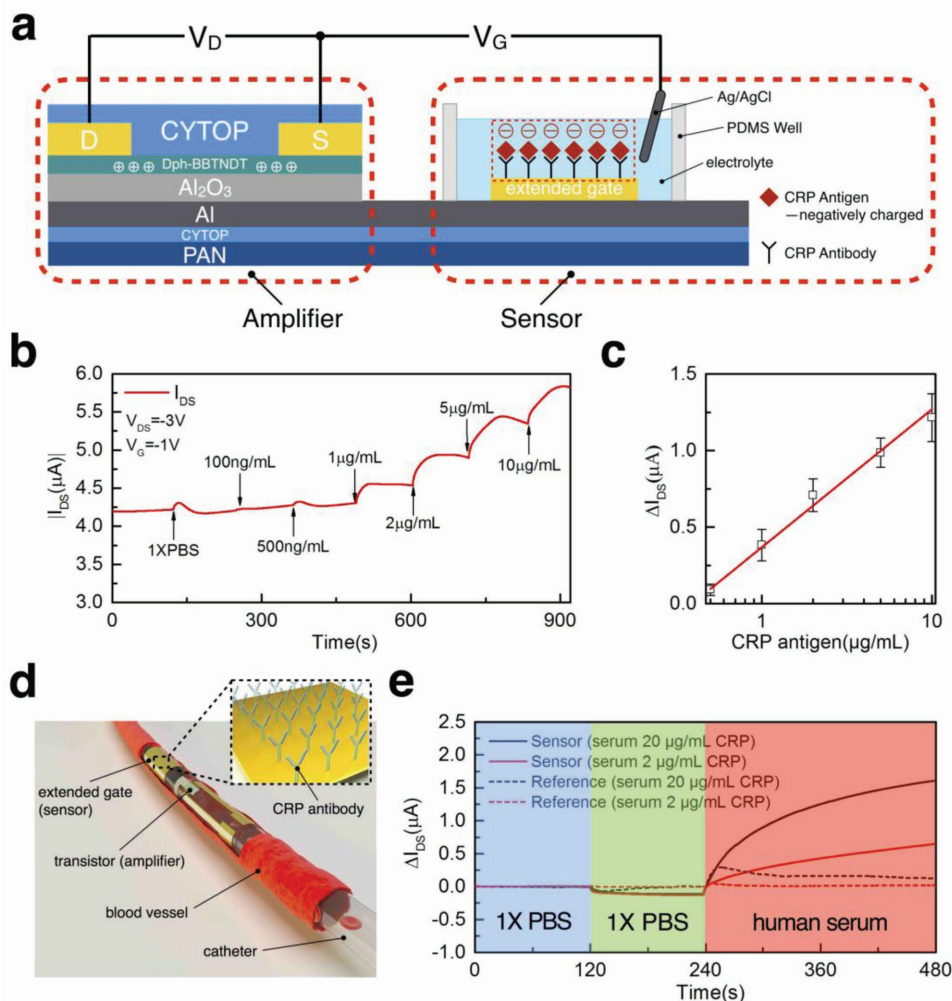 a
V_D
V_G
D
CYTOP
S
Dph-BBTNDT
Al₂O₃
Al
CYTOP
PAN
extended gate
Ag/AgCl
PDMS Well
electrolyte
CRP Antigen
—negatively charged
CRP Antibody
Amplifier
Sensor
b
|I_DS(μA)|
6.0
5.5
5.0
4.5
4.0
3.5
3.0
I_DS
V_DS=-3V
V_G=-1V
1XPBS
100ng/mL
500ng/mL
1μg/mL
2μg/mL
5μg/mL
10μg/mL
0
300
600
900
Time(s)
c
ΔI_DS(μA)
1.5
1.0
0.5
0.0
1
10
CRP antigen(μg/mL)
d
extended gate
(sensor)
transistor (amplifier)
blood vessel
catheter
CRP antibody
e
ΔI_DS(μA)
2.5
2.0
1.5
1.0
0.5
0.0
-0.5
-1.0
Sensor (serum 20 μg/mL CRP)
Sensor (serum 2 μg/mL CRP)
Reference (serum 20 μg/mL CRP)
Reference (serum 2 μg/mL CRP)
1X PBS
1X PBS
human serum
0
120
240
360
480
Time(s)